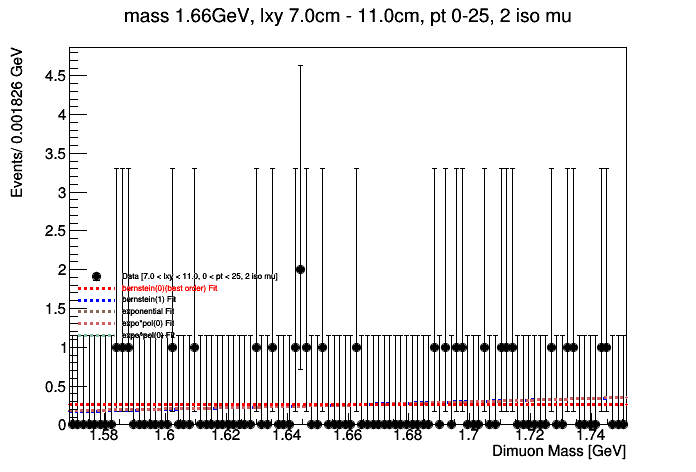 mass 1.66GeV, lxy 7.0cm - 11.0cm, pt 0-25, 2 iso mu
Events/ 0.001826 GeV
4.5
4
3.5
3
2.5
2
1.5
1
0.5
0
Data [7.0 < lxy < 11.0, 0 < pt < 25, 2 iso mu]
bernstein(0)(best order) Fit
bernstein(1) Fit
exponential Fit
expo*pol(0) Fit
expo*pol(0) Fit
1.58 1.6 1.62 1.64 1.66 1.68 1.7 1.72 1.74
Dimuon Mass [GeV]